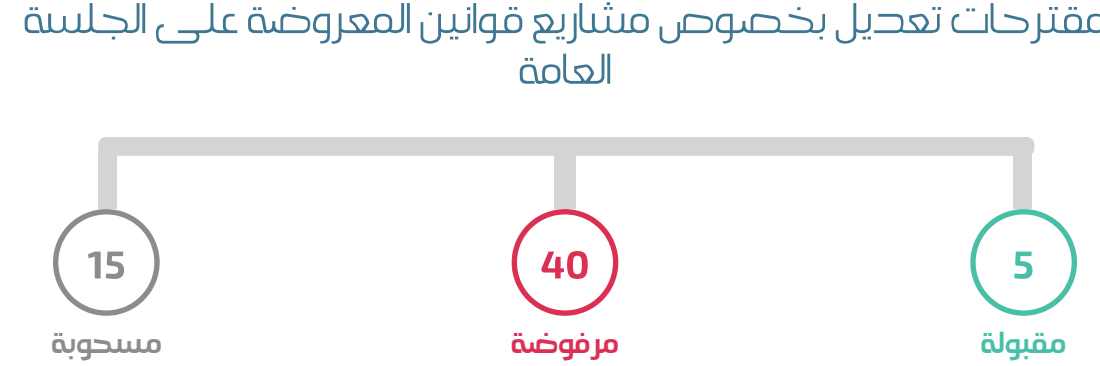 مقترحات تعديل بخصوص مشاريع قوانين المعروضة على الجلسة
العامة
5
40
15
مقبولة
مرفوضة
مسحوبة